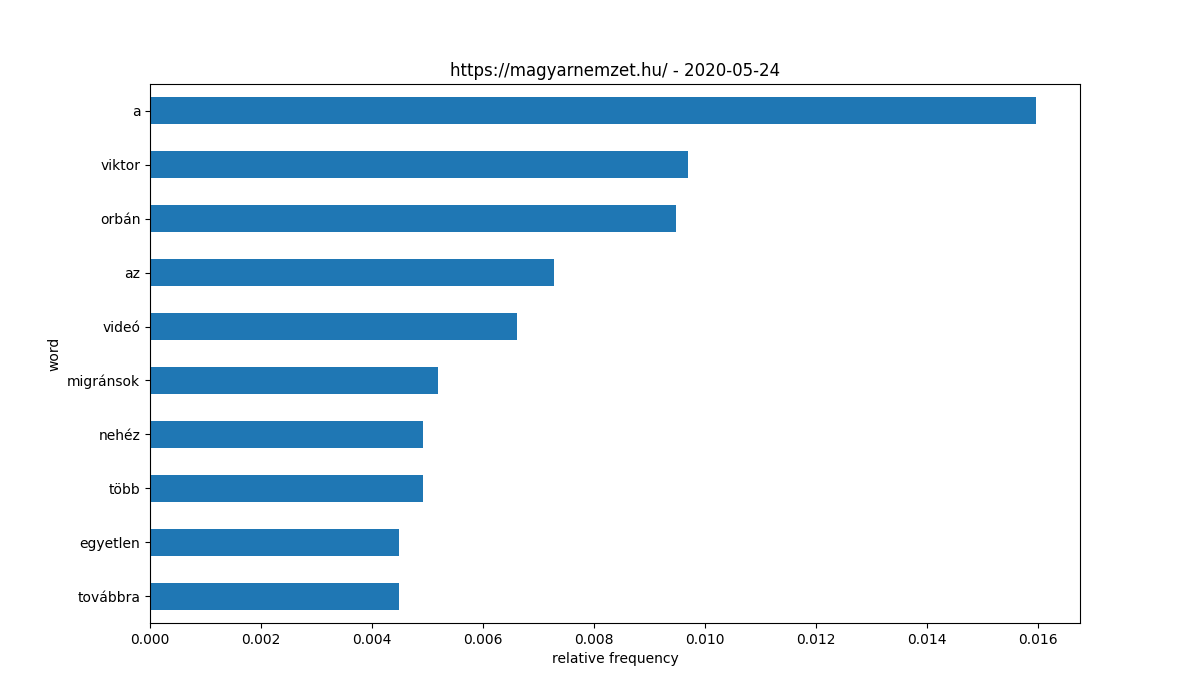 https://magyarnemzet.hu/ - 2020-05-24
a
viktor
orbán
az
videó
migránsok
nehéz
több
egyetlen
továbbra
word
0.000 0.002 0.004 0.006 0.008 0.010 0.012 0.014 0.016
relative frequency